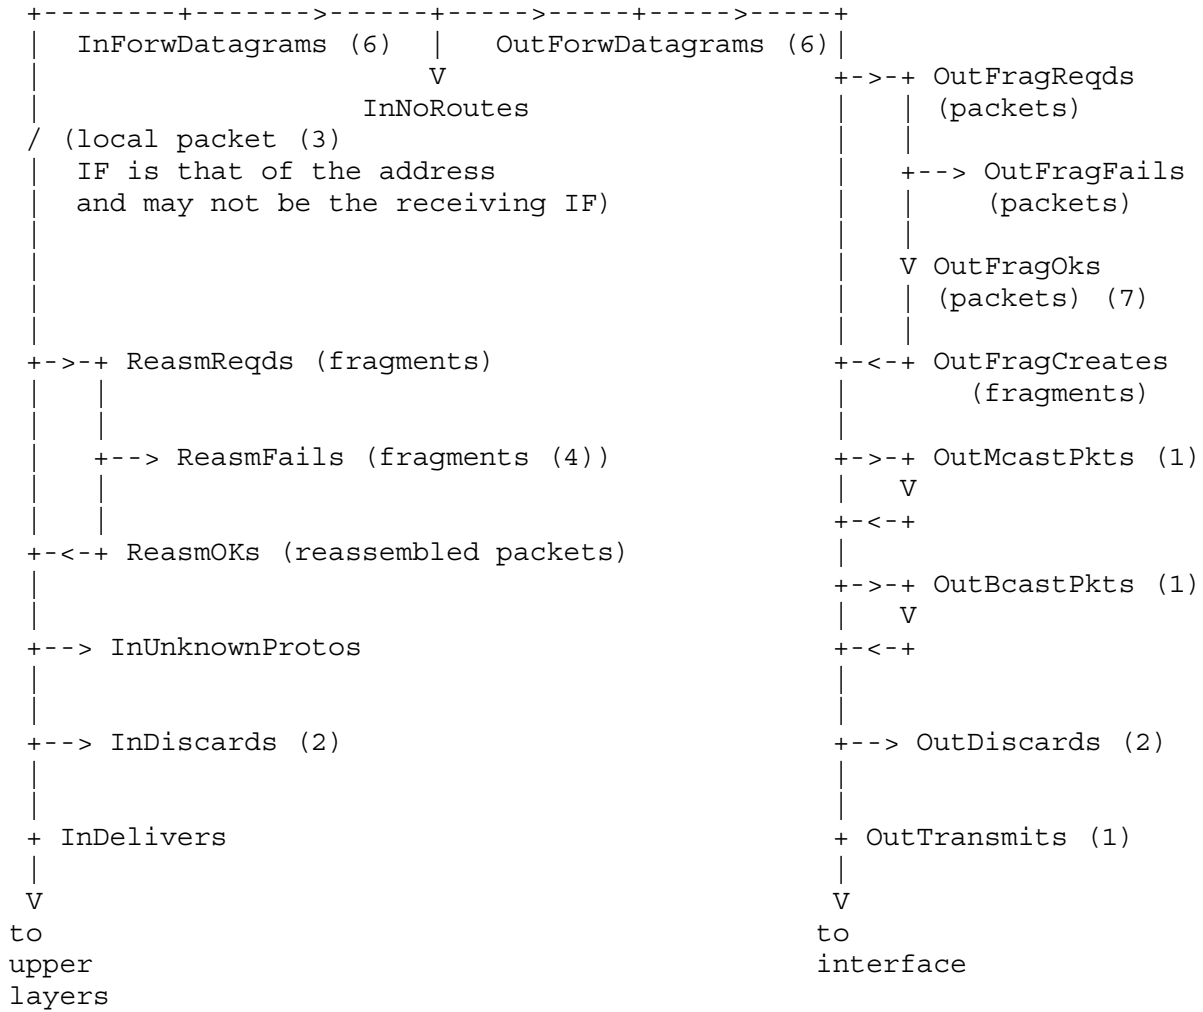 +--------+------->------+----->-----+----->-----+
|  InForwDatagrams (6)  |   OutForwDatagrams (6)|
|                       V                       +->-+ OutFragReqds
|                   InNoRoutes                  |   | (packets)
/ (local packet (3)                             |   |
|  IF is that of the address                    |   +--> OutFragFails
|  and may not be the receiving IF)             |   |    (packets)
|                                               |   |
|                                               |   V OutFragOks
|                                               |   | (packets) (7)
|                                               |   |
+->-+ ReasmReqds (fragments)                    +-<-+ OutFragCreates
|   |                                           |       (fragments)
|   |                                           |
|   +--> ReasmFails (fragments (4))             +->-+ OutMcastPkts (1)
|   |                                           |   V
|   |                                           +-<-+
+-<-+ ReasmOKs (reassembled packets)            |
|                                               +->-+ OutBcastPkts (1)
|                                               |   V
+--> InUnknownProtos                            +-<-+
|                                               |
|                                               |
+--> InDiscards (2)                             +--> OutDiscards (2)
|                                               |
|                                               |
+ InDelivers                                    + OutTransmits (1)
|                                               |
V                                               V
to                                              to
upper                                           interface
layers